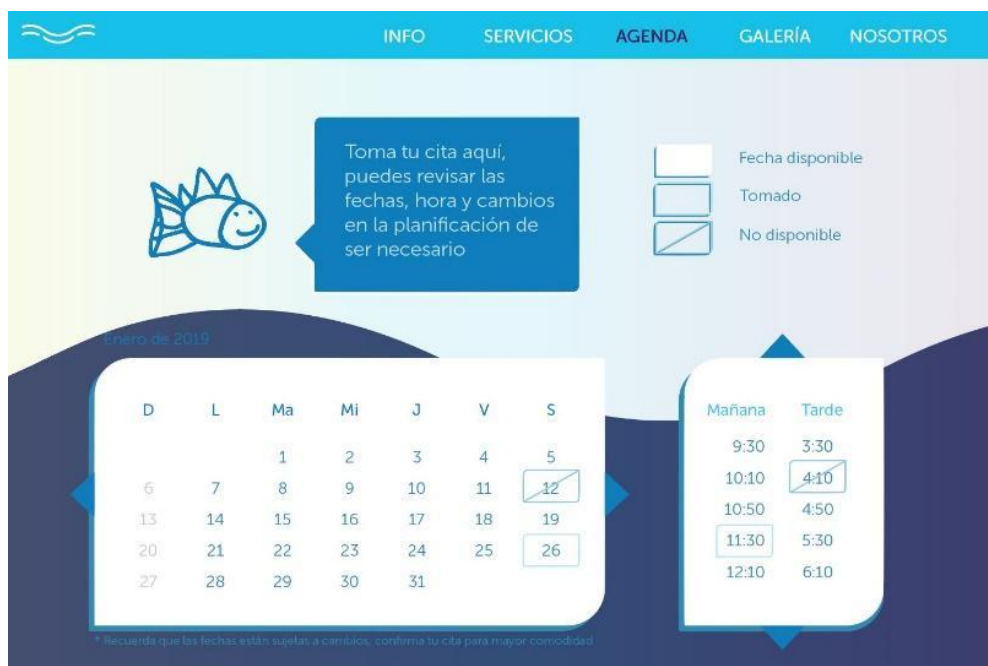 INFO SERVICIOS AGENDA GALERÍA NOSOTROS
Toma tu cita aquí,
puedes revisar las
fechas, hora y cambios
en la planificación de
ser necesario
Fecha disponible
Tomado
No disponible
Enero de 2019
D L Ma Mi J V S
1 2 3 4 5
6 7 8 9 10 11 12
13 14 15 16 17 18 19
20 21 22 23 24 25 26
27 28 29 30 31
Mañana Tarde
9:30 3:30
10:10 4:10
10:50 4:50
11:30 5:30
12:10 6:10
* Recuerda que las fechas están sujetas a cambios, confirma tu cita para mayor comodidad